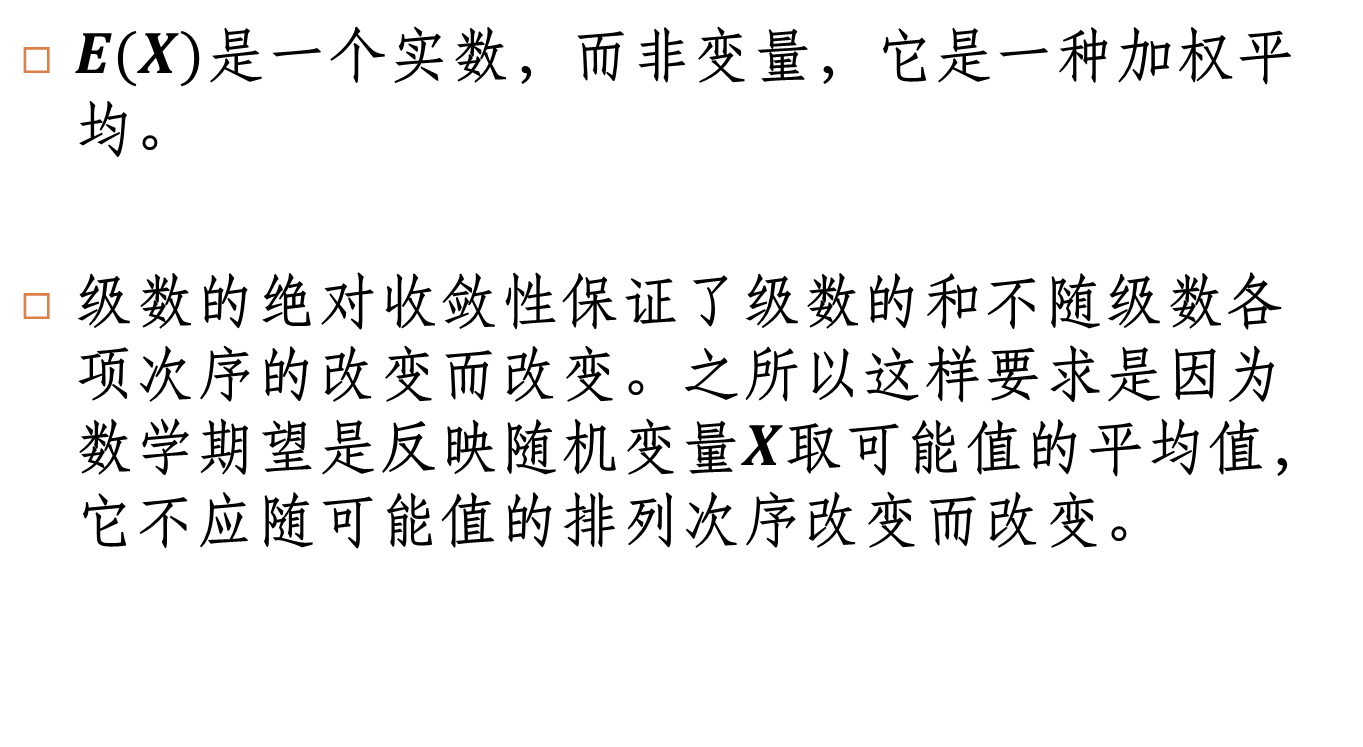 E(X)是一个实数，而非变量，它是一种加权平
均。
级数的绝对收敛性保证了级数的和不随级数各
项次序的改变而改变。之所以这样要求是因为
数学期望是反映随机变量X取可能值的平均值，
它不应随可能值的排列次序改变而改变。